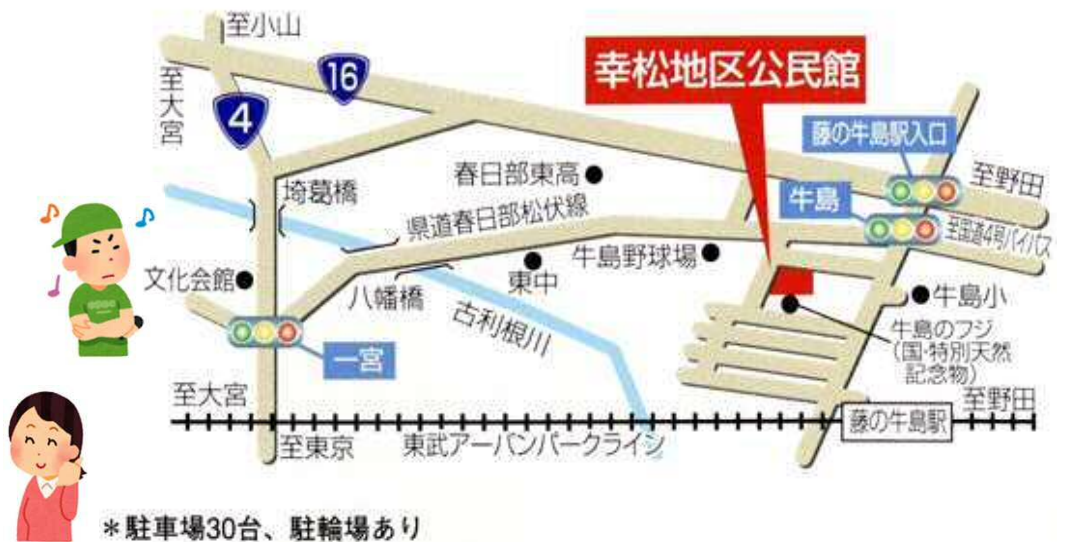 至小山
16
幸松地区公民館
至大宮
4
藤の牛島駅入口
春日部東高
至野田
埼葛橋
牛島
県道春日部松伏線
至国道4号バイパス
牛島野球場
文化会館
東中
八幡橋
牛島小
古利根川
牛島のフジ
(国・特別天然
記念物)
一宮
至大宮
至野田
藤の牛島駅
至東京
東武アーバンパークライン
*駐車場30台、駐輪場あり